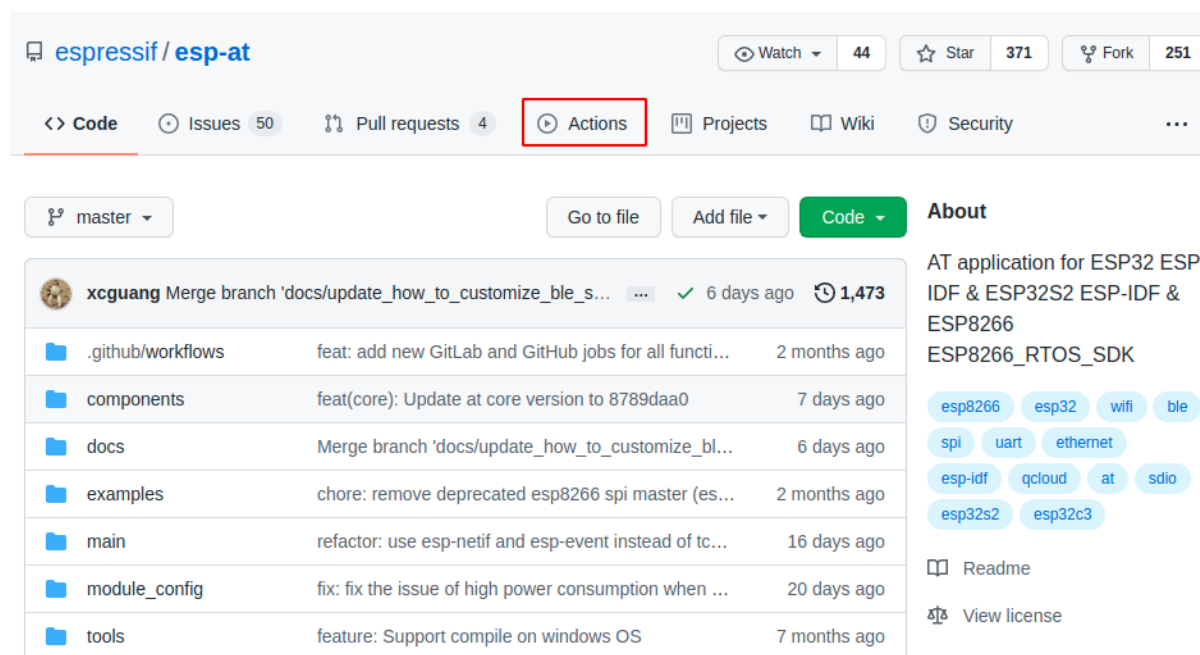 espressif / esp-at
Watch 44 Star 371 Fork 251
Code Issues 50 Pull requests 4 Actions Projects Wiki Security ...
master Go to file Add file Code
xcguang Merge branch 'docs/update_how_to_customize_ble_s... ... 6 days ago 1,473
.github/workflows feat: add new GitLab and GitHub jobs for all functi... 2 months ago
components feat(core): Update at core version to 8789daa0 7 days ago
docs Merge branch 'docs/update_how_to_customize_bl... 6 days ago
examples chore: remove deprecated esp8266 spi master (es... 2 months ago
main refactor: use esp-netif and esp-event instead of tc... 16 days ago
module_config fix: fix the issue of high power consumption when ... 20 days ago
tools feature: Support compile on windows OS 7 months ago
About
AT application for ESP32 ESP
IDF & ESP32S2 ESP-IDF &
ESP8266
ESP8266_RTOS_SDK
esp8266 esp32 wifi ble
spi uart ethernet
esp-idf qcloud at sdio
esp32s2 esp32c3
Readme
View license